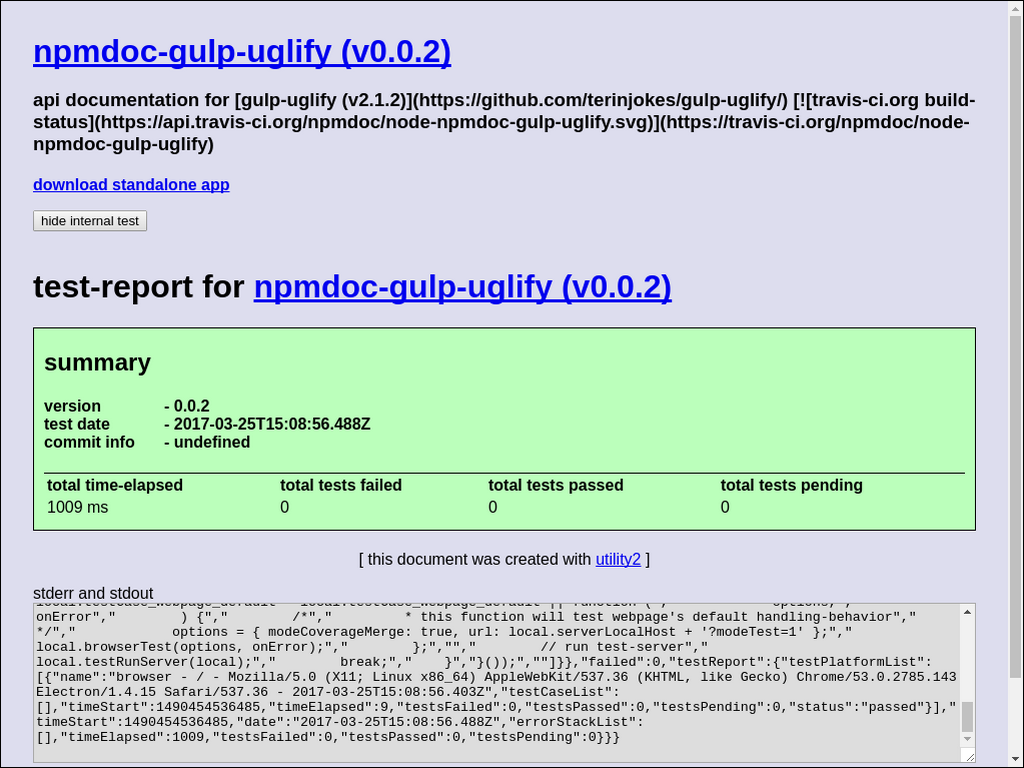 npmdoc-gulp-uglify (v0.0.2)
api documentation for [gulp-uglify (v2.1.2)](https://github.com/terinjokes/gulp-uglify/) [![travis-ci.org build-
status](https://api.travis-ci.org/npmdoc/node-npmdoc-gulp-uglify.svg)](https://travis-ci.org/npmdoc/node-
npmdoc-gulp-uglify)
download standalone app
hide internal test
test-report for npmdoc-gulp-uglify (v0.0.2)
summary
version - 0.0.2
test date - 2017-03-25T15:08:56.488Z
commit info - undefined
total time-elapsed total tests failed total tests passed total tests pending
1009 ms 0 0 0
[ this document was created with utility2 ]
stderr and stdout
local.testCase_webpage_default local.testCase_webpage_default || function (","            options,","
onError","        ) {","        /*","         * this function will test webpage's default handling-behavior","
*/","            options = { modeCoverageMerge: true, url: local.serverLocalHost + '?modeTest=1' };","
local.browserTest(options, onError);","        };","","        // run test-server","
local.testRunServer(local);","        break;","    }","}());",""]}},"failed":0,"testReport":{"testPlatformList":
[{"name":"browser - / - Mozilla/5.0 (X11; Linux x86_64) AppleWebKit/537.36 (KHTML, like Gecko) Chrome/53.0.2785.143
Electron/1.4.15 Safari/537.36 - 2017-03-25T15:08:56.403Z","testCaseList":
[],"timeStart":1490454536485,"timeElapsed":9,"testsFailed":0,"testsPassed":0,"testsPending":0,"status":"passed"}],"
timeStart":1490454536485,"date":"2017-03-25T15:08:56.488Z","errorStackList":
[],"timeElapsed":1009,"testsFailed":0,"testsPassed":0,"testsPending":0}}}